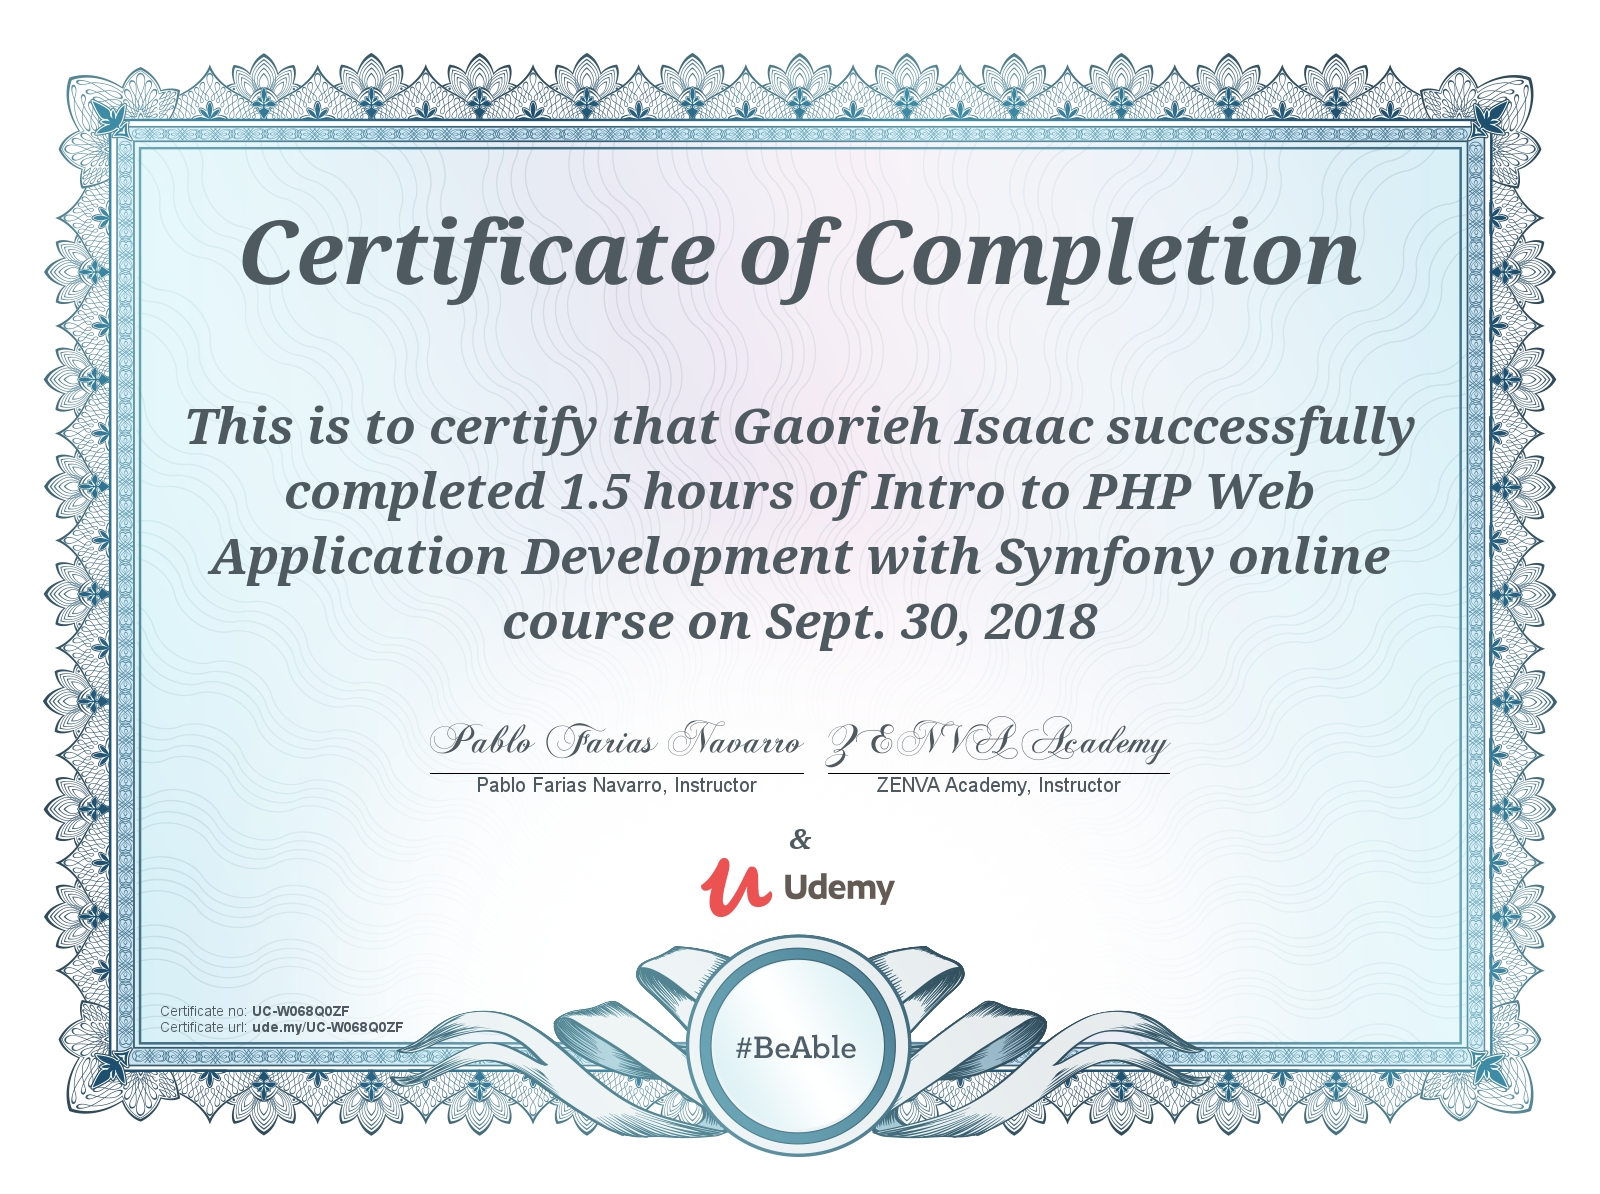 Certificate of Completion
This is to certify that Gaorieh Isaac successfully
completed 1.5 hours of Intro to PHP Web
Application Development with Symfony online
course on Sept. 30, 2018
Pablo Farias Navarro ZENVA Academy
Pablo Farias Navarro, Instructor ZENVA Academy, Instructor
&
Udemy
Certificate no: UC-W068Q0ZF
Certificate url: ude.my/UC-W068Q0ZF
#BeAble